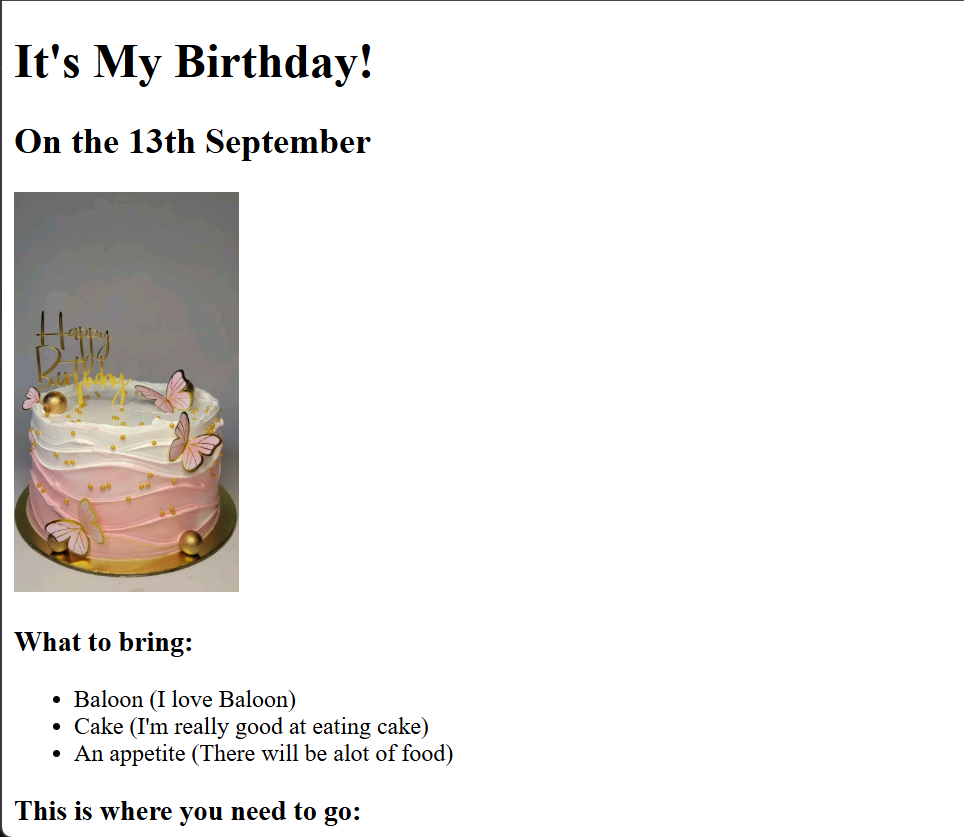 It's My Birthday!
On the 13th September
Happy
Birthday
What to bring:
Baloon (I love Baloon)
Cake (I'm really good at eating cake)
An appetite (There will be alot of food)
This is where you need to go: